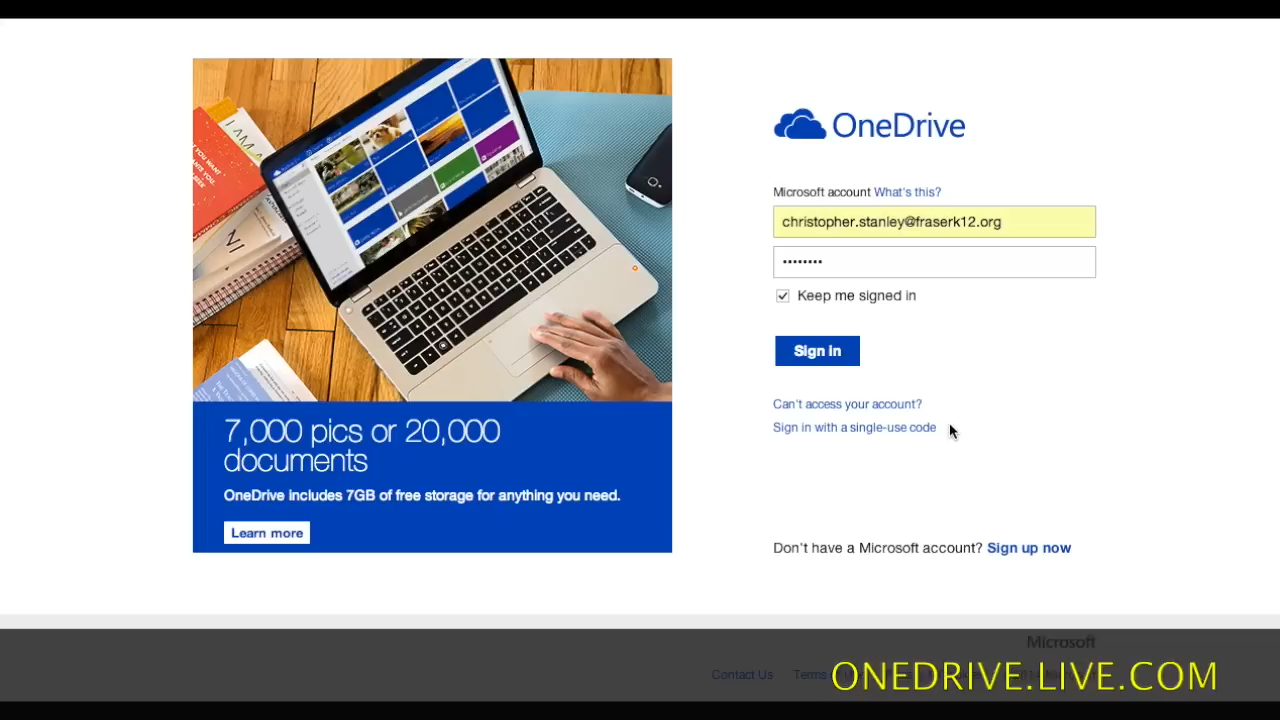 OneDrive
Microsoft account What's this?
christopher.stanley@fraserk12.org
••••••••
Keep me signed in
Sign in
Can't access your account?
Sign in with a single-use code
7,000 pics or 20,000
documents
OneDrive includes 7GB of free storage for anything you need.
Learn more
Don't have a Microsoft account? Sign up now
Microsoft
Contact Us
ONEDRIVE.LIVE.COM